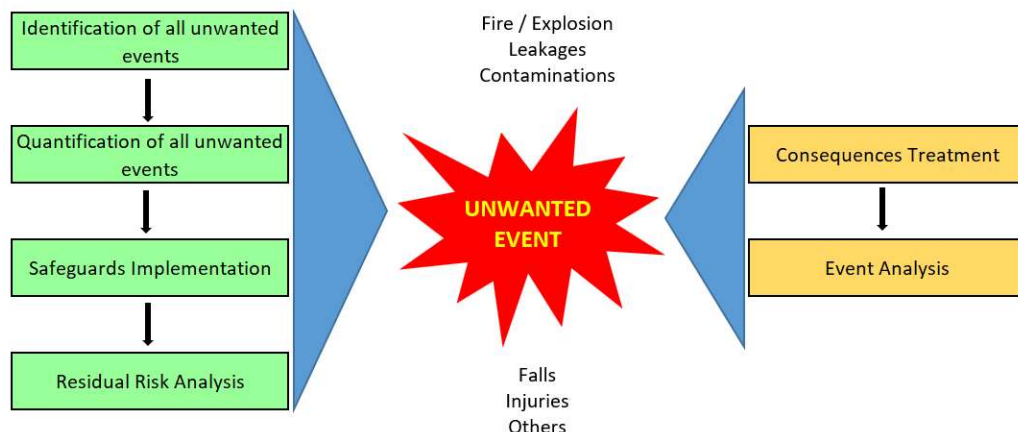 Identification of all unwanted
events
Quantification of all unwanted
events
Safeguards Implementation
Residual Risk Analysis
Fire / Explosion
Leakages
Contaminations
UNWANTED
EVENT
Falls
Injuries
Others
Consequences Treatment
Event Analysis